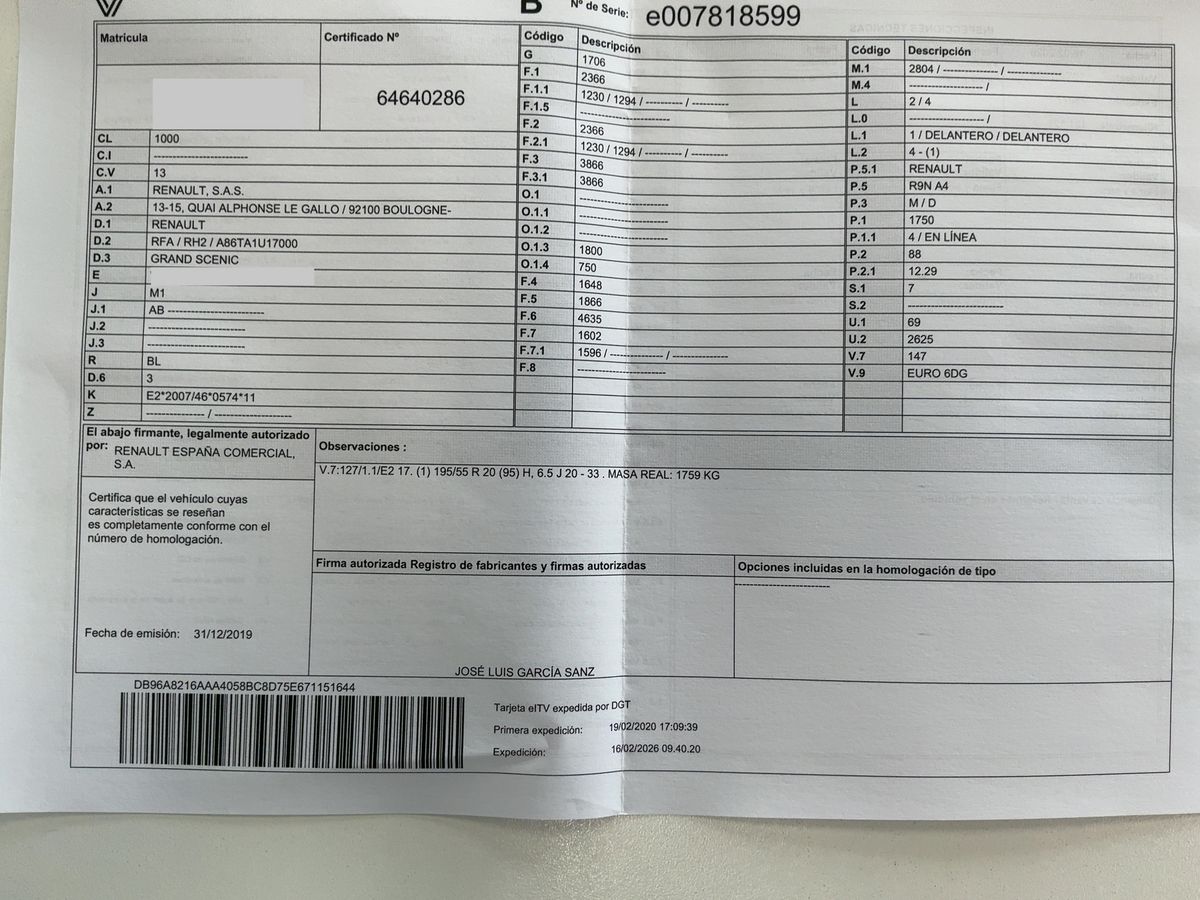 B Nº de Serie: e007818599
Matricula
Certificado Nº
64640286
CL 1000
C.I -----------------------
C.V 13
A.1 RENAULT, S.A.S.
A.2 13-15, QUAI ALPHONSE LE GALLO / 92100 BOULOGNE-
D.1 RENAULT
D.2 RFA / RH2 / A86TA1U17000
D.3 GRAND SCENIC
E
J M1
J.1 AB -----------------------
J.2 -----------------------
J.3 -----------------------
R BL
D.6 3
K E2*2007/46*0574*11
Z -------------- / -------------------
Código Descripción
G 1706
F.1 2366
F.1.1 1230 / 1294 / --------- / ---------
F.1.5 ----------------------
F.2 2366
F.2.1 1230 / 1294 / --------- / ---------
F.3 3866
F.3.1 3866
O.1 ----------------------
O.1.1 ----------------------
O.1.2 ----------------------
O.1.3 1800
O.1.4 750
F.4 1648
F.5 1866
F.6 4635
F.7 1602
F.7.1 1596 / ------------- / -------------
F.8 ----------------------
Código Descripción
M.1 2804 / ------------- / -------------
M.4 ------------------ /
L 2 / 4
L.0 ------------------ /
L.1 1 / DELANTERO / DELANTERO
L.2 4 - (1)
P.5.1 RENAULT
P.5 R9N A4
P.3 M / D
P.1 1750
P.1.1 4 / EN LÍNEA
P.2 88
P.2.1 12.29
S.1 7
S.2 -----------------------
U.1 69
U.2 2625
V.7 147
V.9 EURO 6DG
El abajo firmante, legalmente autorizado
por: RENAULT ESPAÑA COMERCIAL,
S.A.
Certifica que el vehículo cuyas
características se reseñan
es completamente conforme con el
número de homologación.
Fecha de emisión: 31/12/2019
Observaciones :
V.7:127/1.1/E2 17. (1) 195/55 R 20 (95) H, 6.5 J 20 - 33 . MASA REAL: 1759 KG
Firma autorizada Registro de fabricantes y firmas autorizadas
JOSÉ LUIS GARCÍA SANZ
Opciones incluidas en la homologación de tipo
-----------------------
DB96A8216AAA4058BC8D75E671151644
Tarjeta eITV expedida por DGT
Primera expedición: 19/02/2020 17:09:39
Expedición: 16/02/2026 09.40.20